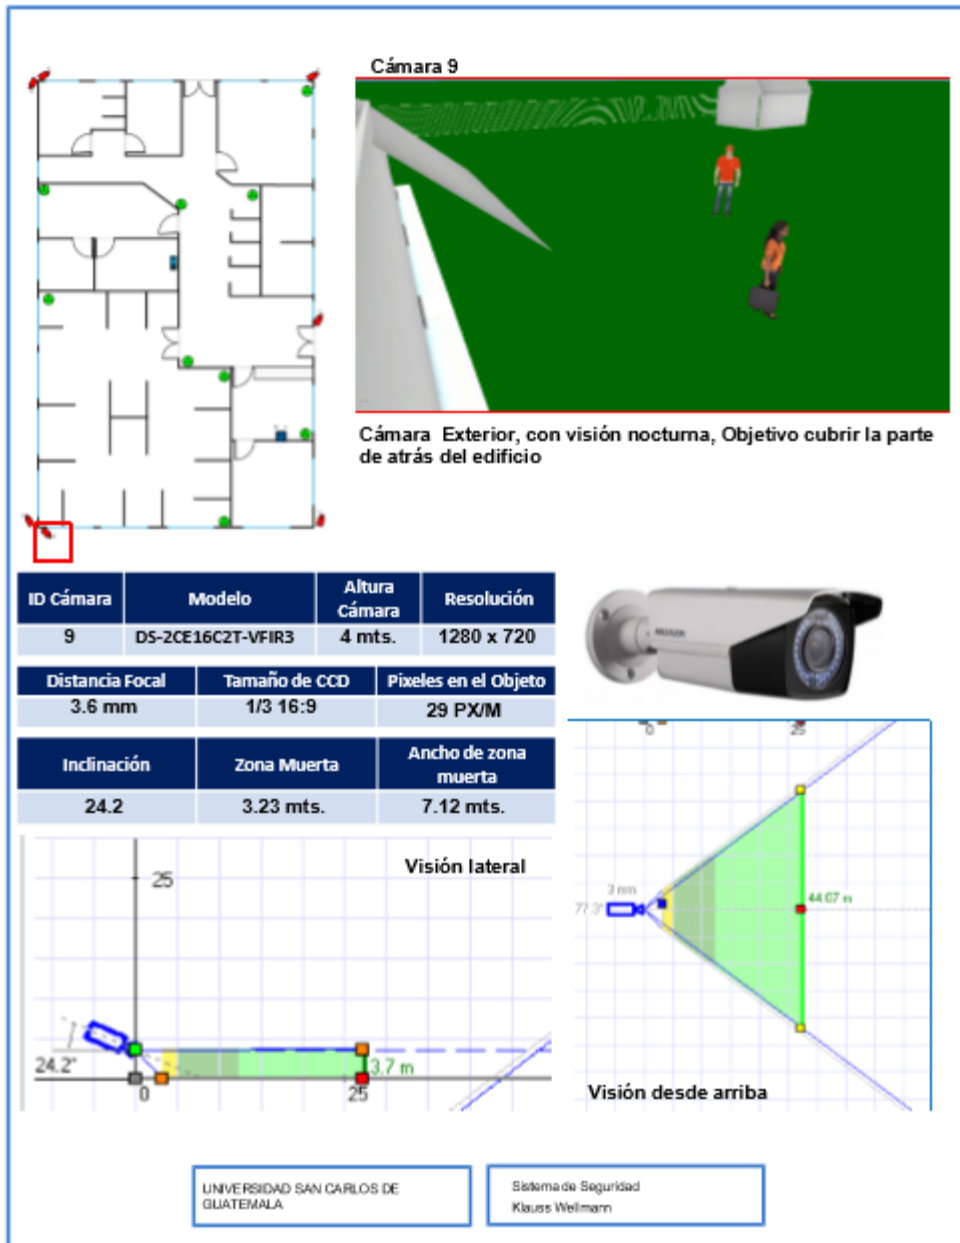 Cámara 9
Cámara Exterior, con visión nocturna, Objetivo cubrir la parte
de atrás del edificio
ID Cámara Modelo Altura Cámara Resolución
9 DS-2CE16C2T-VFIR3 4 mts. 1280 x 720
Distancia Focal Tamaño de CCD Pixeles en el Objeto
3.6 mm 1/3 16:9 29 PX/M
Inclinación Zona Muerta Ancho de zona muerta
24.2 3.23 mts. 7.12 mts.
Visión lateral
25
24.2°
3.7 m
0
25
0
25
3 mm
77.3°
44.07 m
Visión desde arriba
UNIVERSIDAD SAN CARLOS DE
GUATEMALA
Sistema de Seguridad
Klauss Wellmann